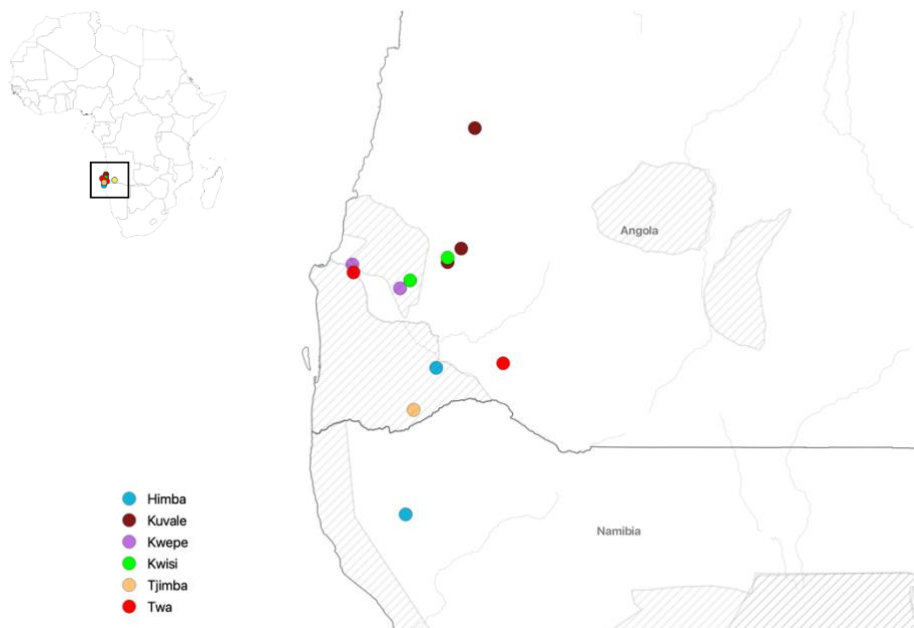 Angola
Namibia
Himba
Kuvale
Kwepe
Kwisi
Tjimba
Twa